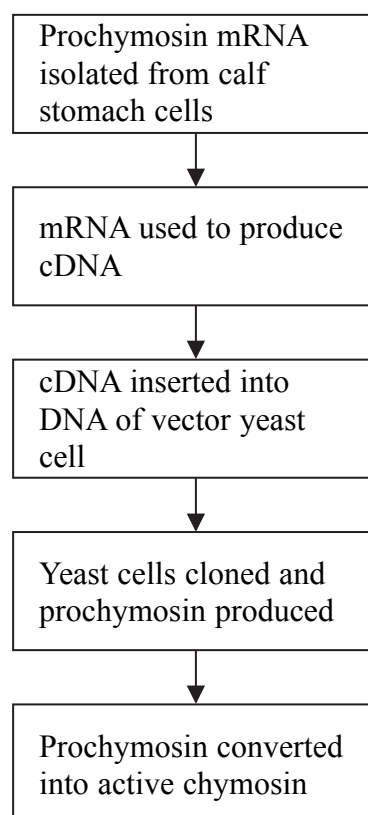 Prochymosin mRNA
isolated from calf
stomach cells
mRNA used to produce
cDNA
cDNA inserted into
DNA of vector yeast
cell
Yeast cells cloned and
prochymosin produced
Prochymosin converted
into active chymosin